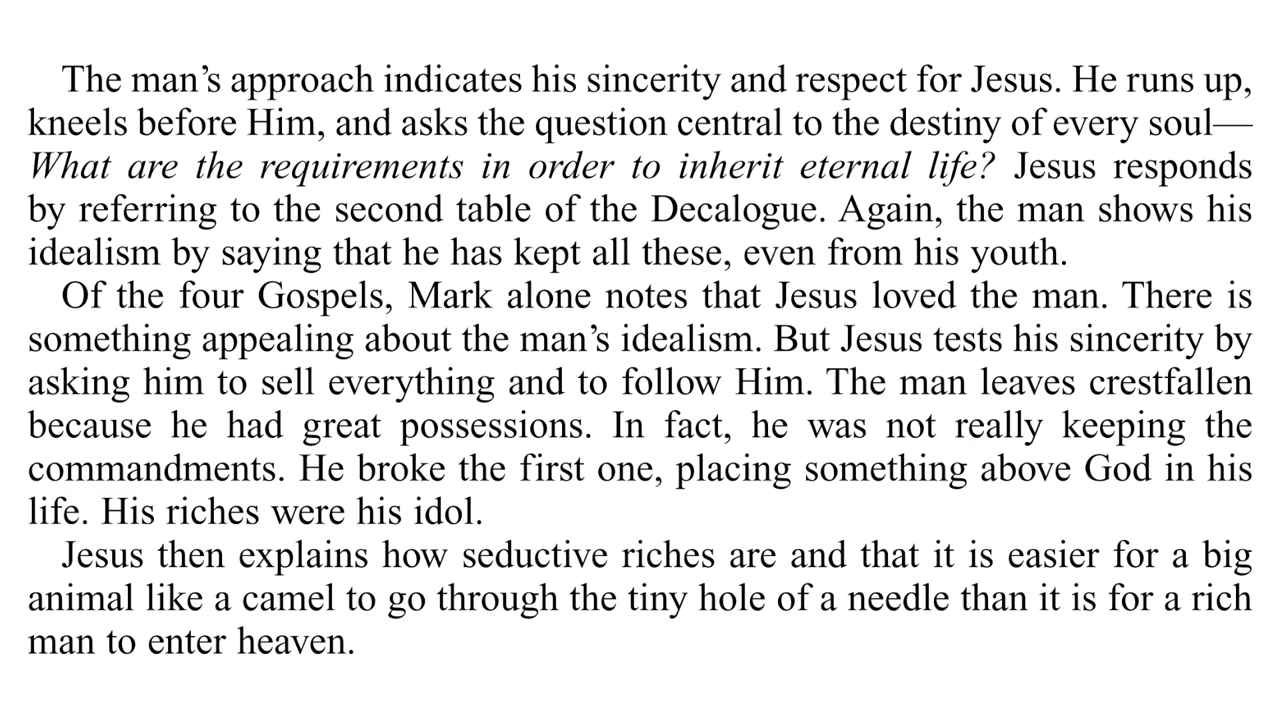 The man’s approach indicates his sincerity and respect for Jesus. He runs up,
kneels before Him, and asks the question central to the destiny of every soul—
What are the requirements in order to inherit eternal life? Jesus responds
by referring to the second table of the Decalogue. Again, the man shows his
idealism by saying that he has kept all these, even from his youth.
Of the four Gospels, Mark alone notes that Jesus loved the man. There is
something appealing about the man’s idealism. But Jesus tests his sincerity by
asking him to sell everything and to follow Him. The man leaves crestfallen
because he had great possessions. In fact, he was not really keeping the
commandments. He broke the first one, placing something above God in his
life. His riches were his idol.
Jesus then explains how seductive riches are and that it is easier for a big
animal like a camel to go through the tiny hole of a needle than it is for a rich
man to enter heaven.